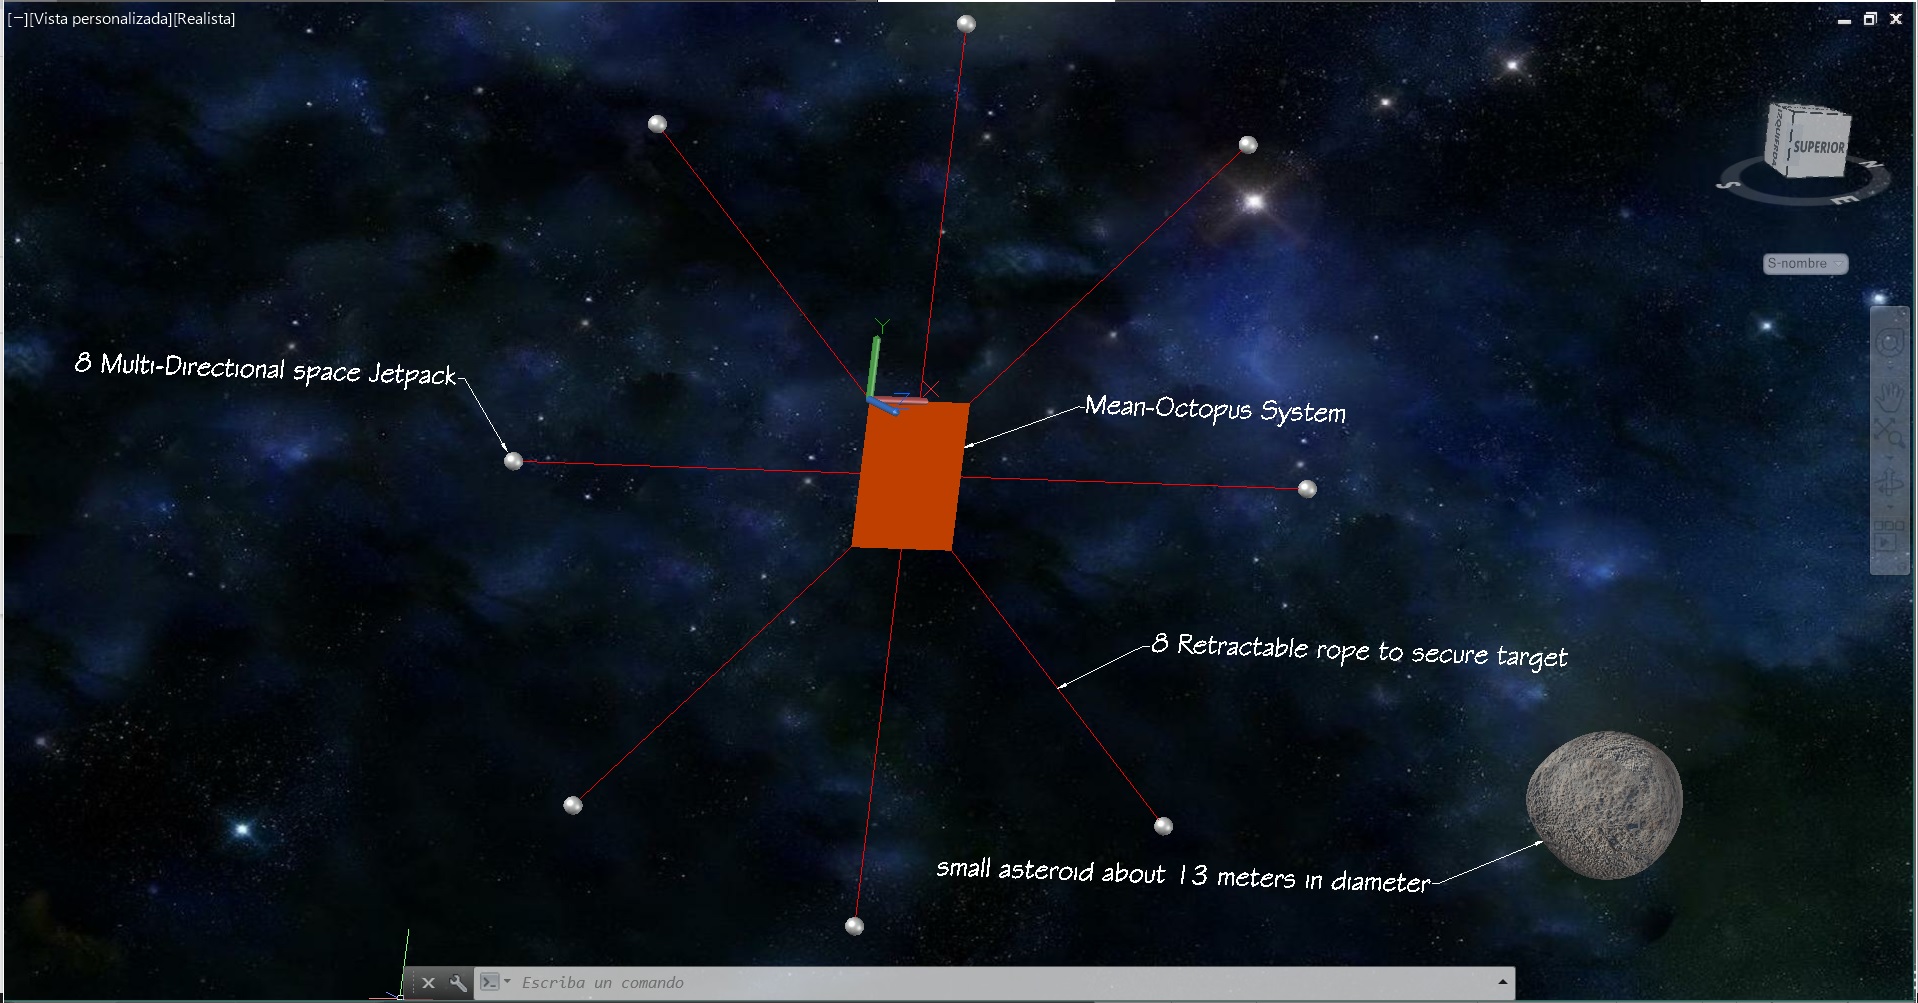 [−][Vista personalizada][Realista]
IZQUIERDA
SUPERIOR
N
S
E
S-nombre
Y
X
Z
8 Multi-Directional space Jetpack
Mean-Octopus System
8 Retractable rope to secure target
small asteroid about 13 meters in diameter
Escriba un comando